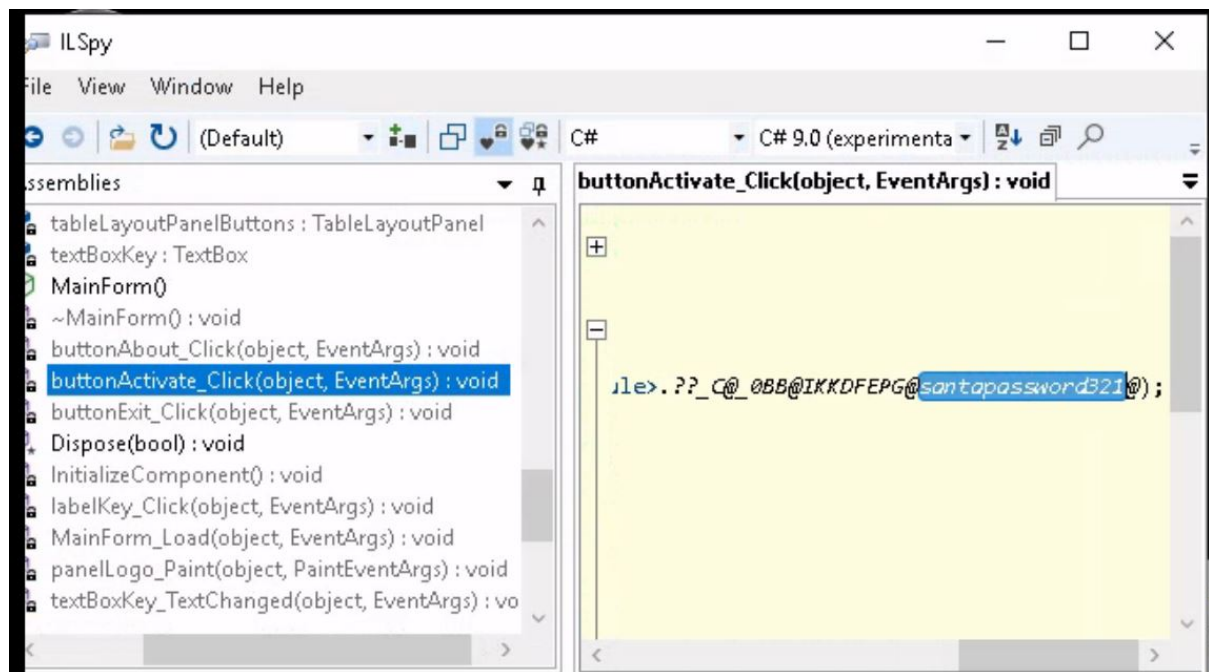 ILSpy
File View Window Help
(Default) C# C# 9.0 (experimenta
Assemblies
tableLayoutPanelButtons : TableLayoutPanel
textBoxKey : TextBox
MainForm()
~MainForm() : void
buttonAbout_Click(object, EventArgs) : void
buttonActivate_Click(object, EventArgs) : void
buttonExit_Click(object, EventArgs) : void
Dispose(bool) : void
InitializeComponent() : void
labelKey_Click(object, EventArgs) : void
MainForm_Load(object, EventArgs) : void
panelLogo_Paint(object, PaintEventArgs) : void
textBoxKey_TextChanged(object, EventArgs) : vo
buttonActivate_Click(object, EventArgs) : void
ule>.??_C@_0BB@IKKDFEPG@santapassword321@);